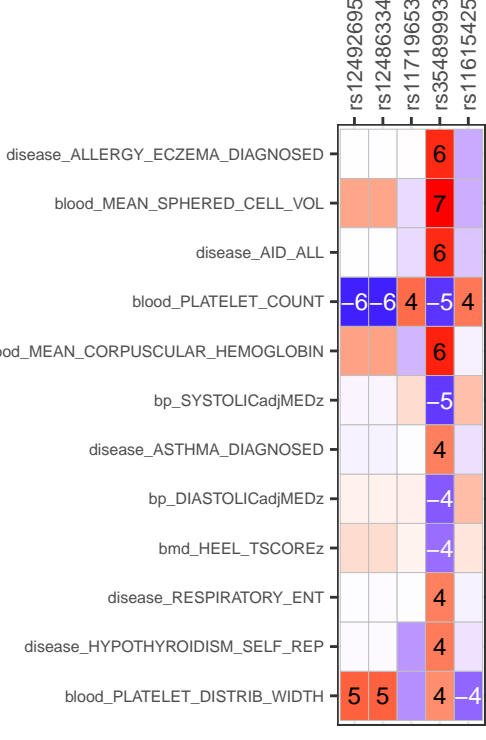 rs12492695
rs12486334
rs11719653
rs35489993
rs11615425
disease_ALLERGY_ECZEMA_DIAGNOSED 6
blood_MEAN_SPHERED_CELL_VOL 7
disease_AID_ALL 6
blood_PLATELET_COUNT −6 −6 4 −5 4
ood_MEAN_CORPUSCULAR_HEMOGLOBIN 6
bp_SYSTOLICadjMEDz −5
disease_ASTHMA_DIAGNOSED 4
bp_DIASTOLICadjMEDz −4
bmd_HEEL_TSCOREz −4
disease_RESPIRATORY_ENT 4
disease_HYPOTHYROIDISM_SELF_REP 4
blood_PLATELET_DISTRIB_WIDTH 5 5 4 −4